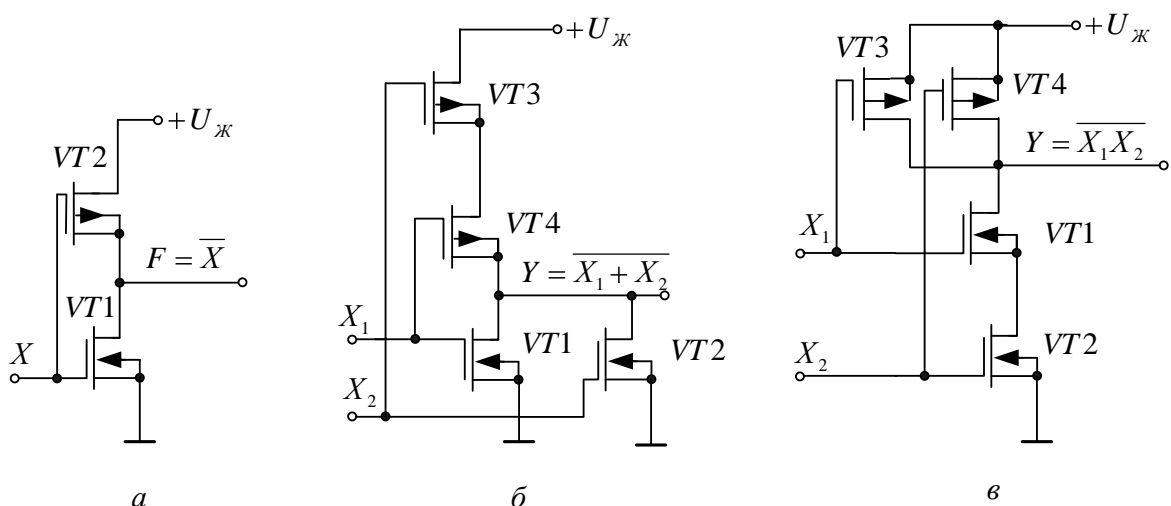 VT2
+U_Ж
F = \overline{X}
VT1
X
а
+U_Ж
VT3
VT4
Y = \overline{X_1 + X_2}
X_1
VT1
VT2
X_2
б
VT3
+U_Ж
VT4
Y = \overline{X_1 X_2}
X_1
VT1
X_2
VT2
в